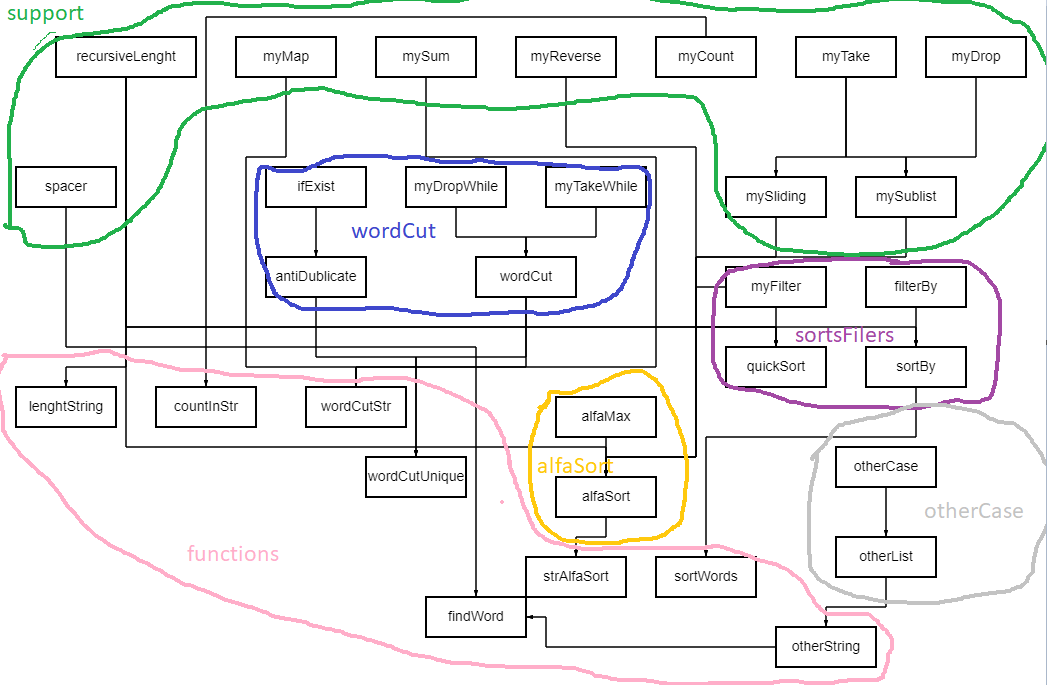 support
recursiveLenght
myMap
mySum
myReverse
myCount
myTake
myDrop
spacer
ifExist
myDropWhile
myTakeWhile
mySliding
mySublist
wordCut
antiDublicate
wordCut
myFilter
filterBy
sortsFilers
quickSort
sortBy
lenghtString
countInStr
wordCutStr
alfaMax
wordCutUnique
alfaSort
alfaSort
otherCase
otherCase
functions
otherList
strAlfaSort
sortWords
findWord
otherString